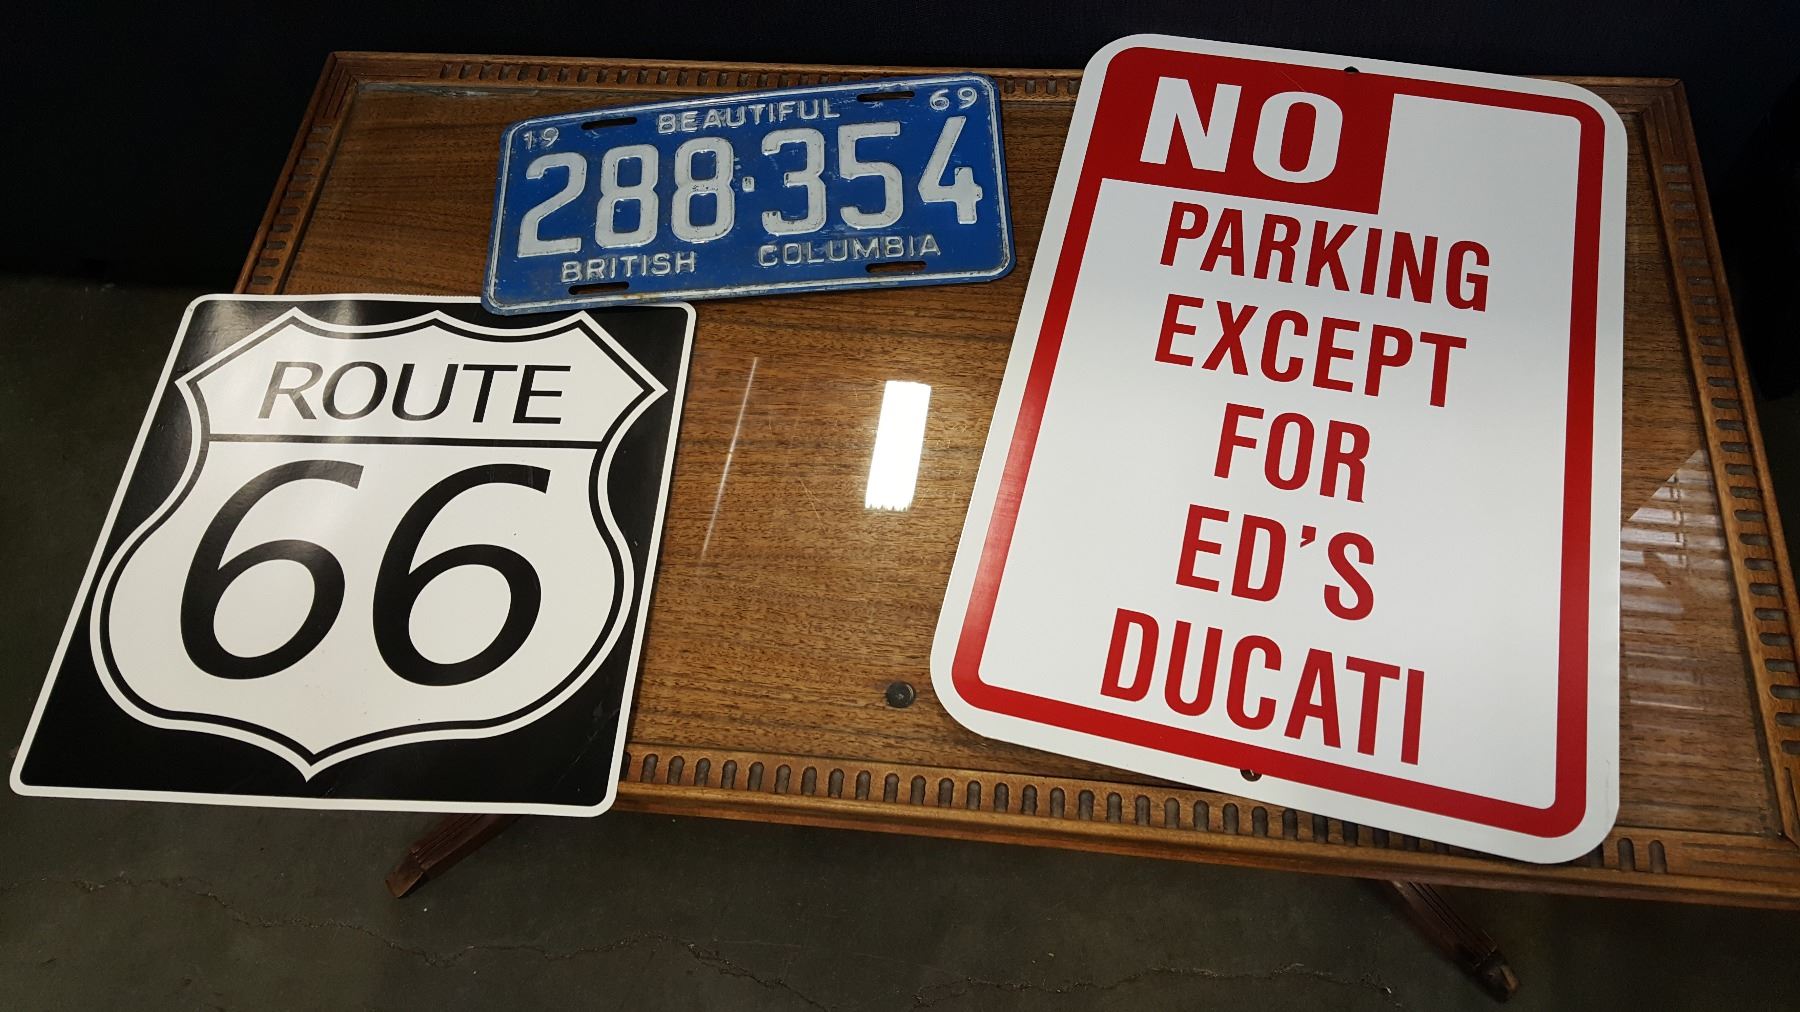 19 BEAUTIFUL 69
288·354
BRITISH COLUMBIA
ROUTE
66
NO
PARKING
EXCEPT
FOR
ED'S
DUCATI